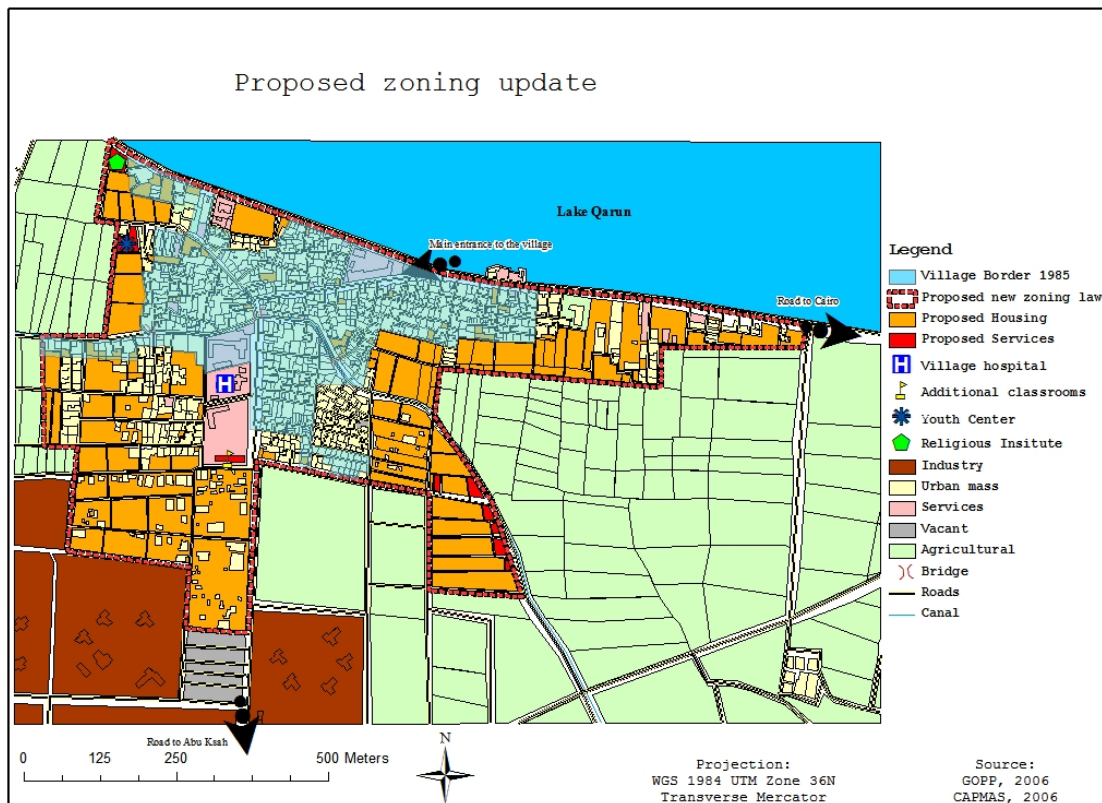 Proposed zoning update
Lake Qarun
Main entrance to the village
Road to Cairo
H
Road to Abu Ksah
Legend
Village Border 1985
Proposed new zoning law
Proposed Housing
Proposed Services
H Village hospital
Additional classrooms
Youth Center
Religious Insitute
Industry
Urban mass
Services
Vacant
Agricultural
Bridge
Roads
Canal
0 125 250 500 Meters
N
Projection:
WGS 1984 UTM Zone 36N
Transverse Mercator
Source:
GOPP, 2006
CAPMAS, 2006